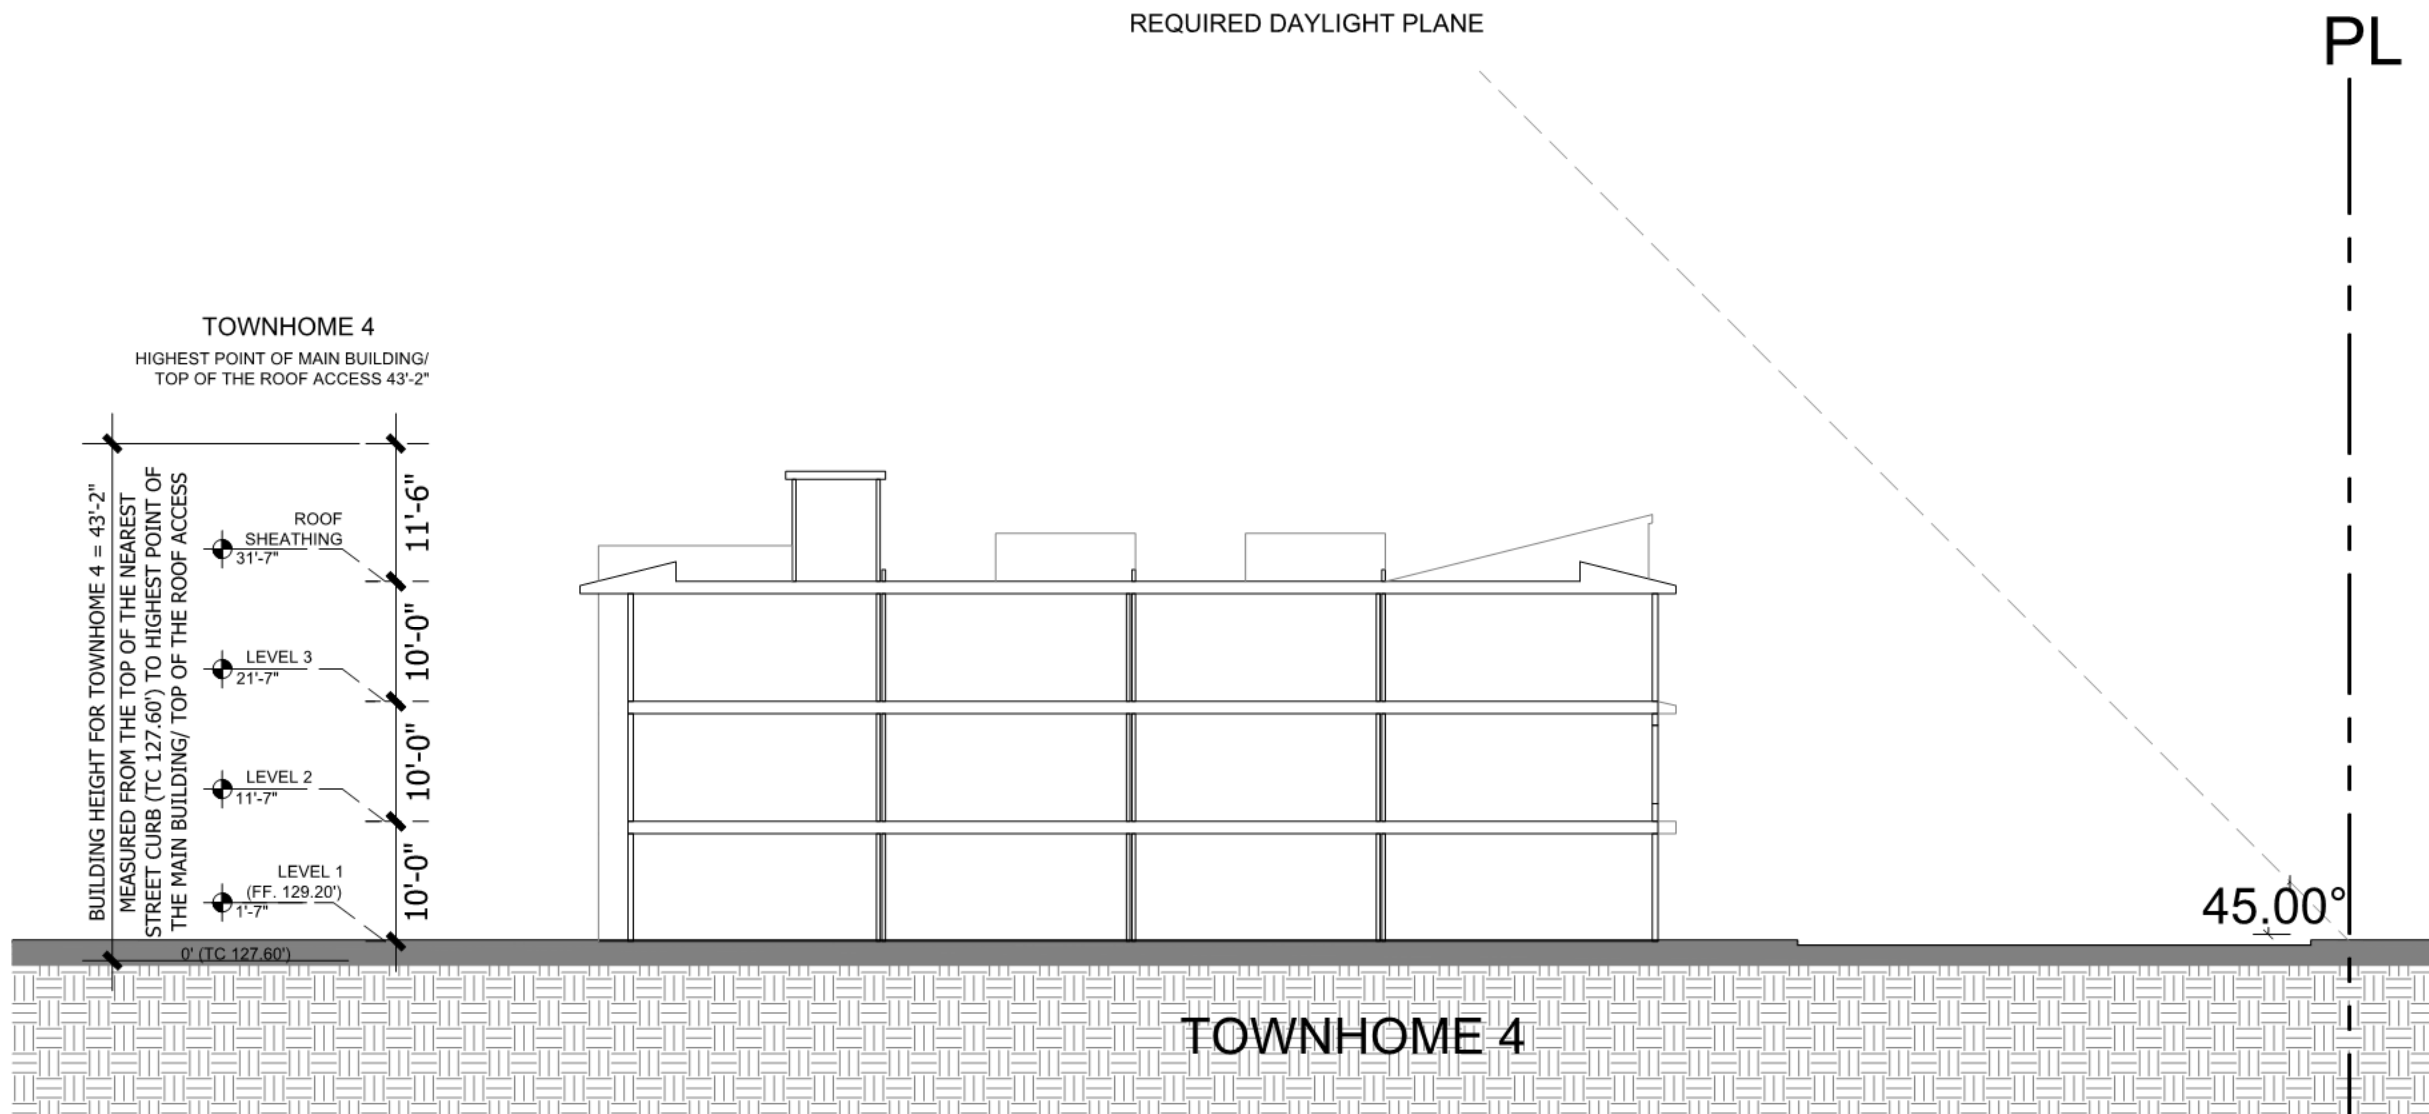 REQUIRED DAYLIGHT PLANE
PL
TOWNHOME 4
HIGHEST POINT OF MAIN BUILDING/
TOP OF THE ROOF ACCESS 43'-2"
BUILDING HEIGHT FOR TOWNHOME 4 = 43'-2"
MEASURED FROM THE TOP OF THE NEAREST
STREET CURB (TC 127.60') TO HIGHEST POINT OF
THE MAIN BUILDING/ TOP OF THE ROOF ACCESS
ROOF
SHEATHING
31'-7"
11'-6"
LEVEL 3
21'-7"
10'-0"
LEVEL 2
11'-7"
10'-0"
LEVEL 1
(FF. 129.20')
1'-7"
10'-0"
0' (TC 127.60')
45.00°
TOWNHOME 4